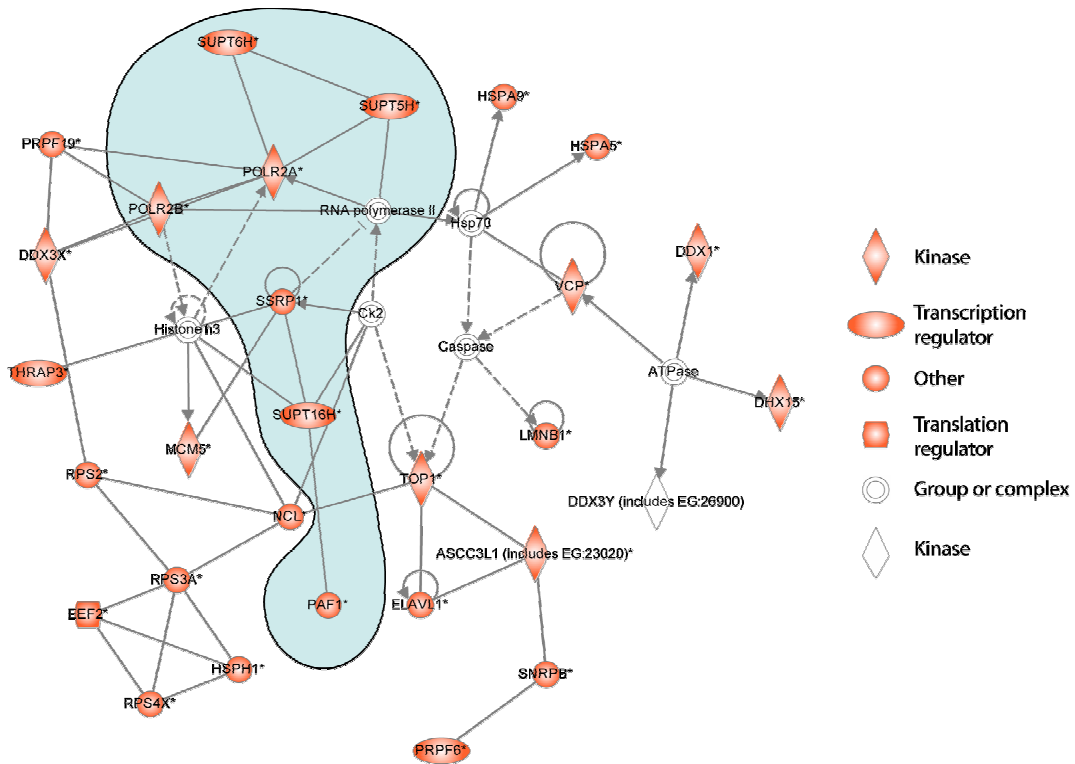 SUPT6H*
HSPA9*
SUPT5H*
PRPF19*
HSPA5*
POLR2A*
POLR2B*
RNA polymerase II
Hsp70
DDX3X*
DDX1*
Kinase
VCP*
SSRP1*
Ck2
Histone h3
Transcription
regulator
Caspase
ATPase
THRAP3*
Other
DHX15*
SUPT16H*
LMNB1*
Translation
regulator
MCM5*
RPS2*
TOP1*
Group or complex
DDX3Y (includes EG:26900)
NCL*
ASCC3L1 (includes EG:23020)*
Kinase
RPS3A*
EEF2*
PAF1*
ELAVL1*
HSPH1*
SNRPB*
RPS4X*
PRPF6*